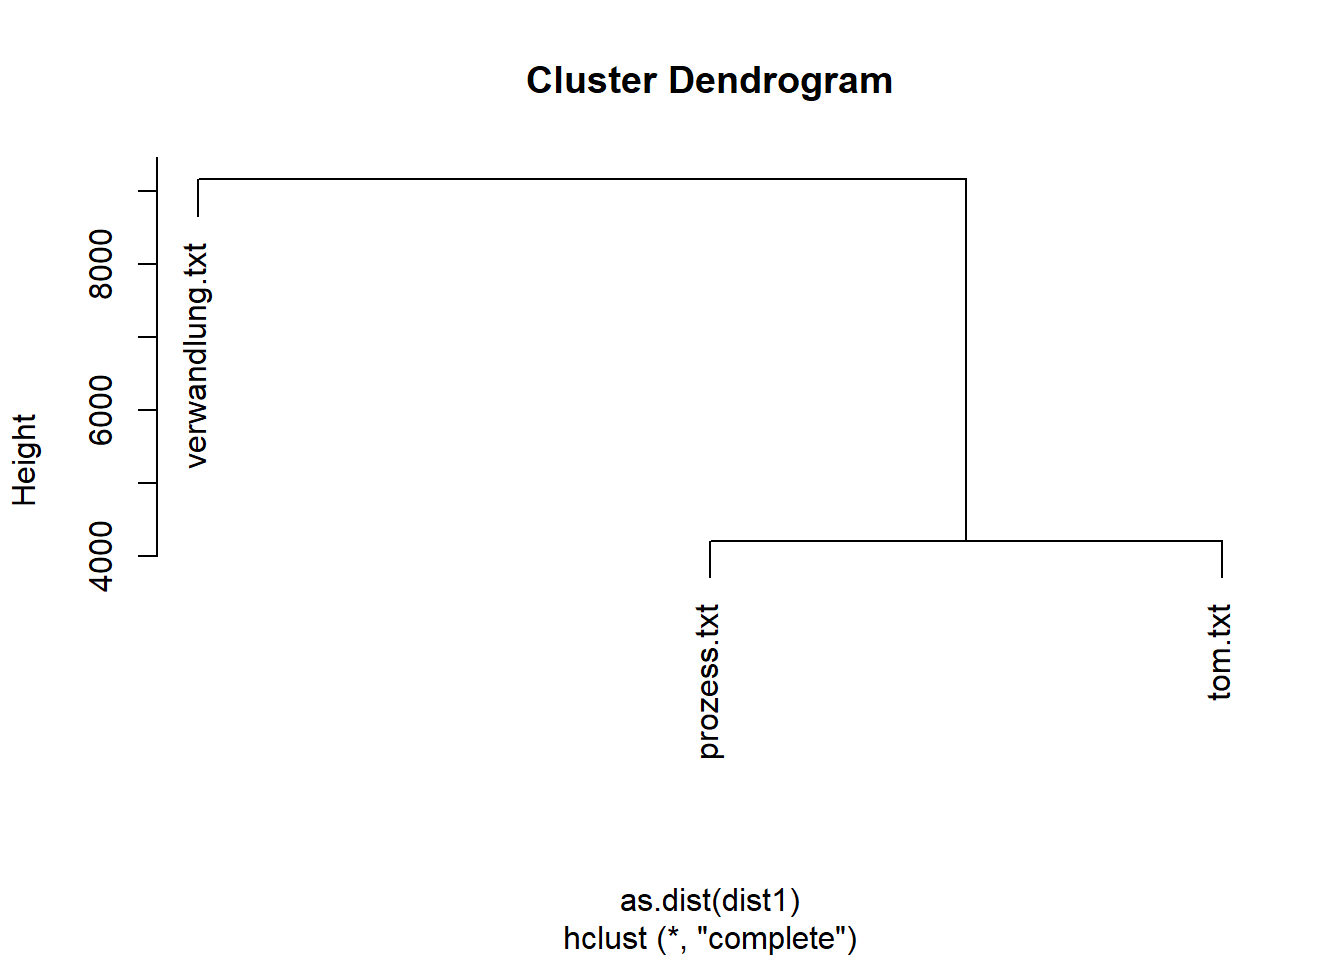 Cluster Dendrogram
Height
8000
6000
4000
verwandlung.txt
prozess.txt
tom.txt
as.dist(dist1)
hclust (*, "complete")